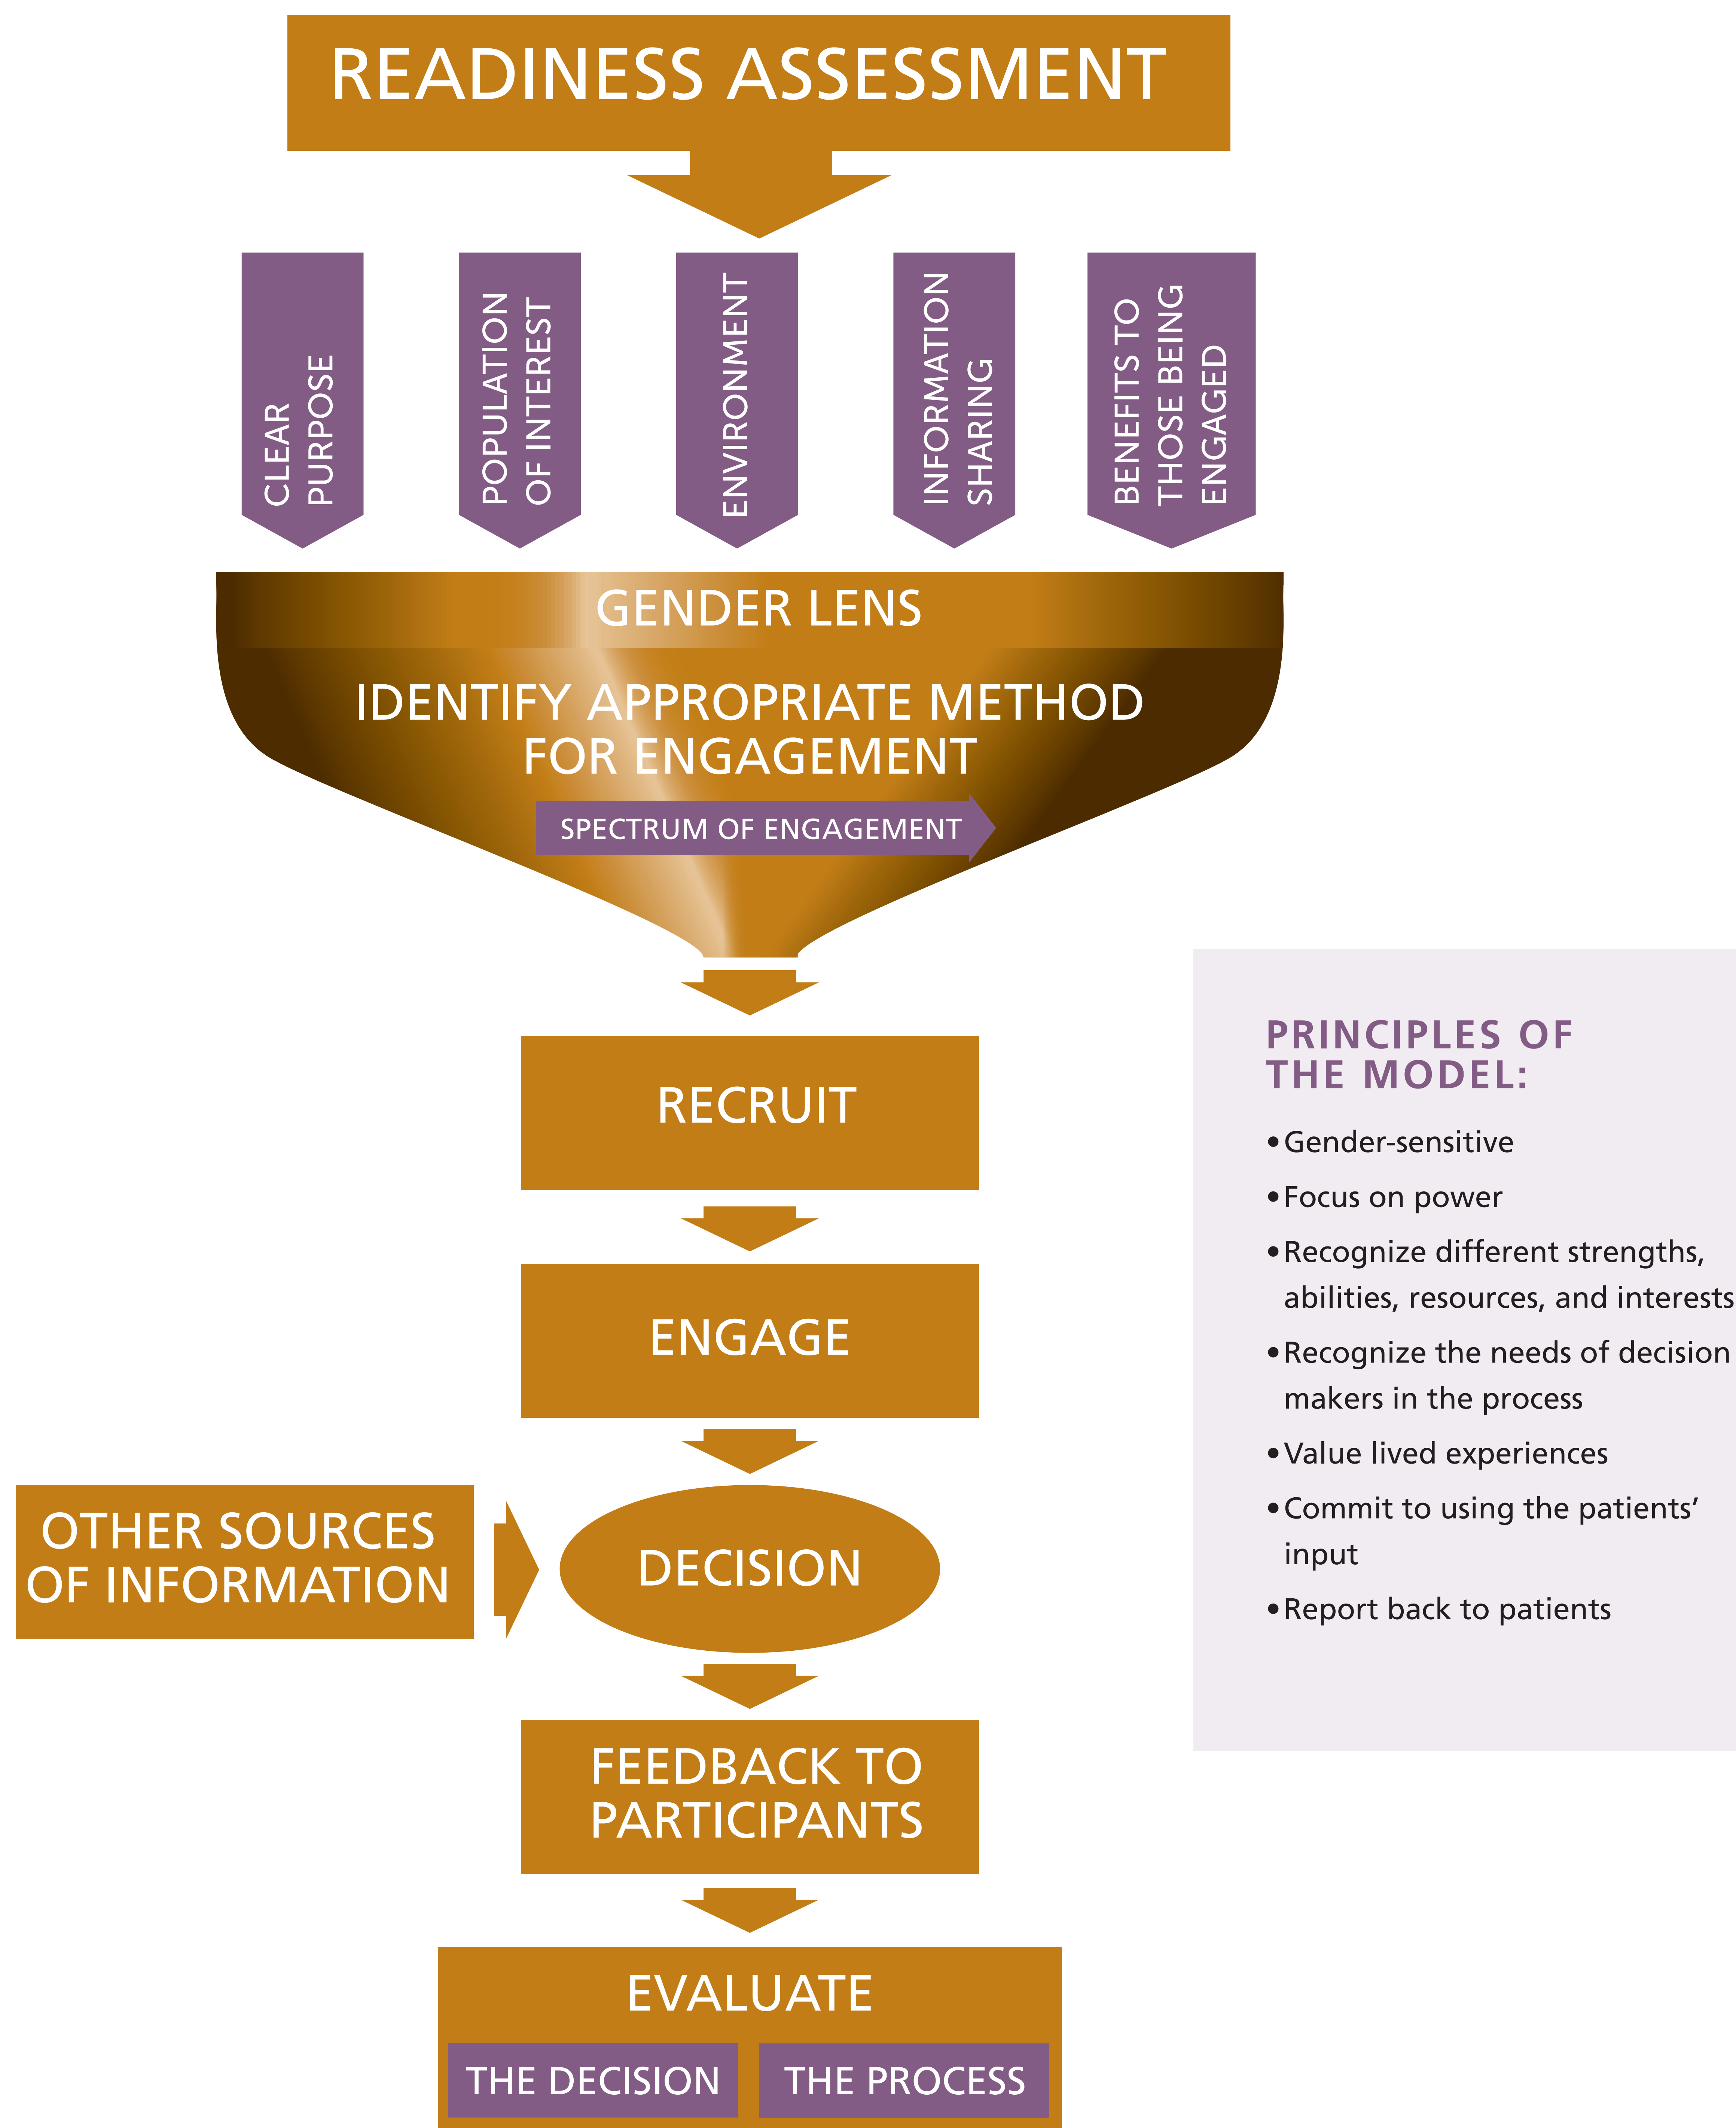 READINESS ASSESSMENT
CLEAR
PURPOSE
POPULATION
OF INTEREST
ENVIRONMENT
INFORMATION
SHARING
BENEFITS TO
THOSE BEING
ENGAGED
GENDER LENS
IDENTIFY APPROPRIATE METHOD
FOR ENGAGEMENT
SPECTRUM OF ENGAGEMENT
RECRUIT
ENGAGE
OTHER SOURCES
OF INFORMATION
DECISION
FEEDBACK TO
PARTICIPANTS
EVALUATE
THE DECISION
THE PROCESS
PRINCIPLES OF
THE MODEL:
•Gender-sensitive
•Focus on power
•Recognize different strengths,
abilities, resources, and interests
•Recognize the needs of decision
makers in the process
•Value lived experiences
•Commit to using the patients’
input
•Report back to patients